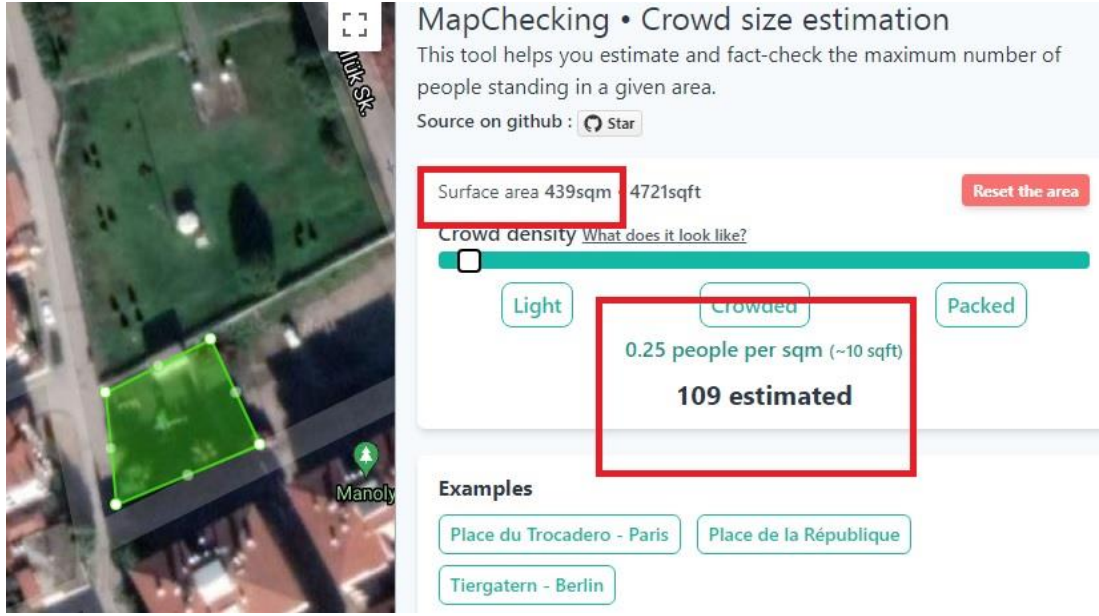 llük Sk.
Manoly
MapChecking • Crowd size estimation
This tool helps you estimate and fact-check the maximum number of
people standing in a given area.
Source on github : Star
Surface area 439sqm • 4721sqft
Reset the area
Crowd density What does it look like?
Light
Crowded
Packed
0.25 people per sqm (~10 sqft)
109 estimated
Examples
Place du Trocadero - Paris
Place de la République
Tiergatern - Berlin